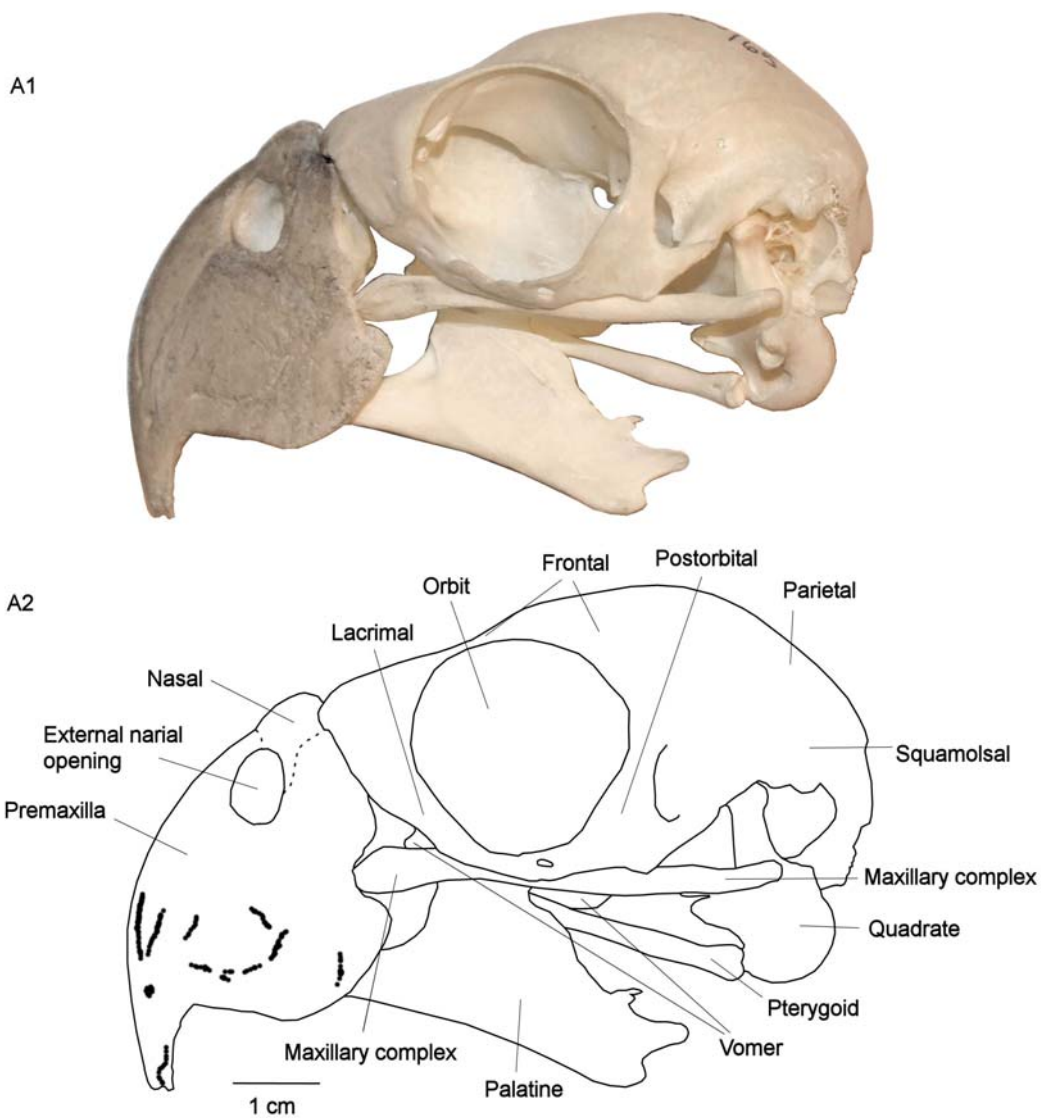 A1
A2
Frontal
Postorbital
Orbit
Parietal
Lacrimal
Nasal
External narial
opening
Squamolsal
Premaxilla
Maxillary complex
Quadrate
Pterygoid
Maxillary complex
Vomer
Palatine
1 cm